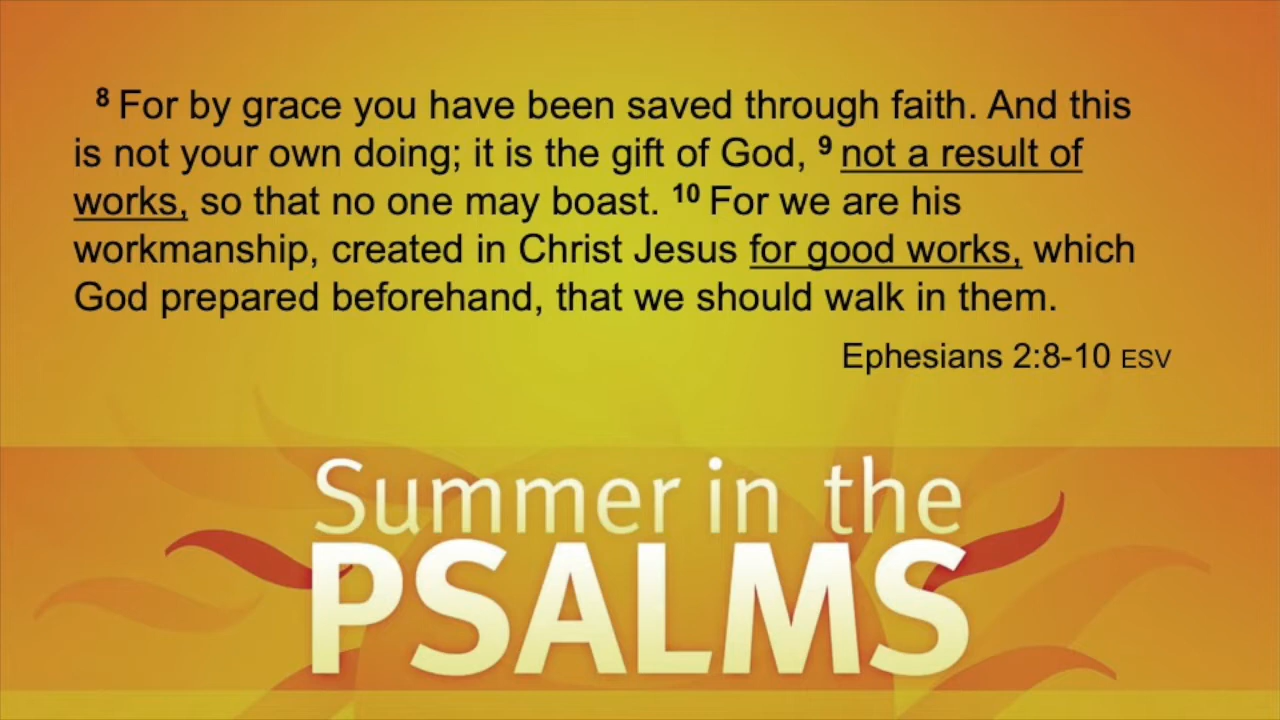 8 For by grace you have been saved through faith. And this
is not your own doing; it is the gift of God, 9 not a result of
works, so that no one may boast. 10 For we are his
workmanship, created in Christ Jesus for good works, which
God prepared beforehand, that we should walk in them.
Ephesians 2:8-10 ESV
Summer in the
PSALMS